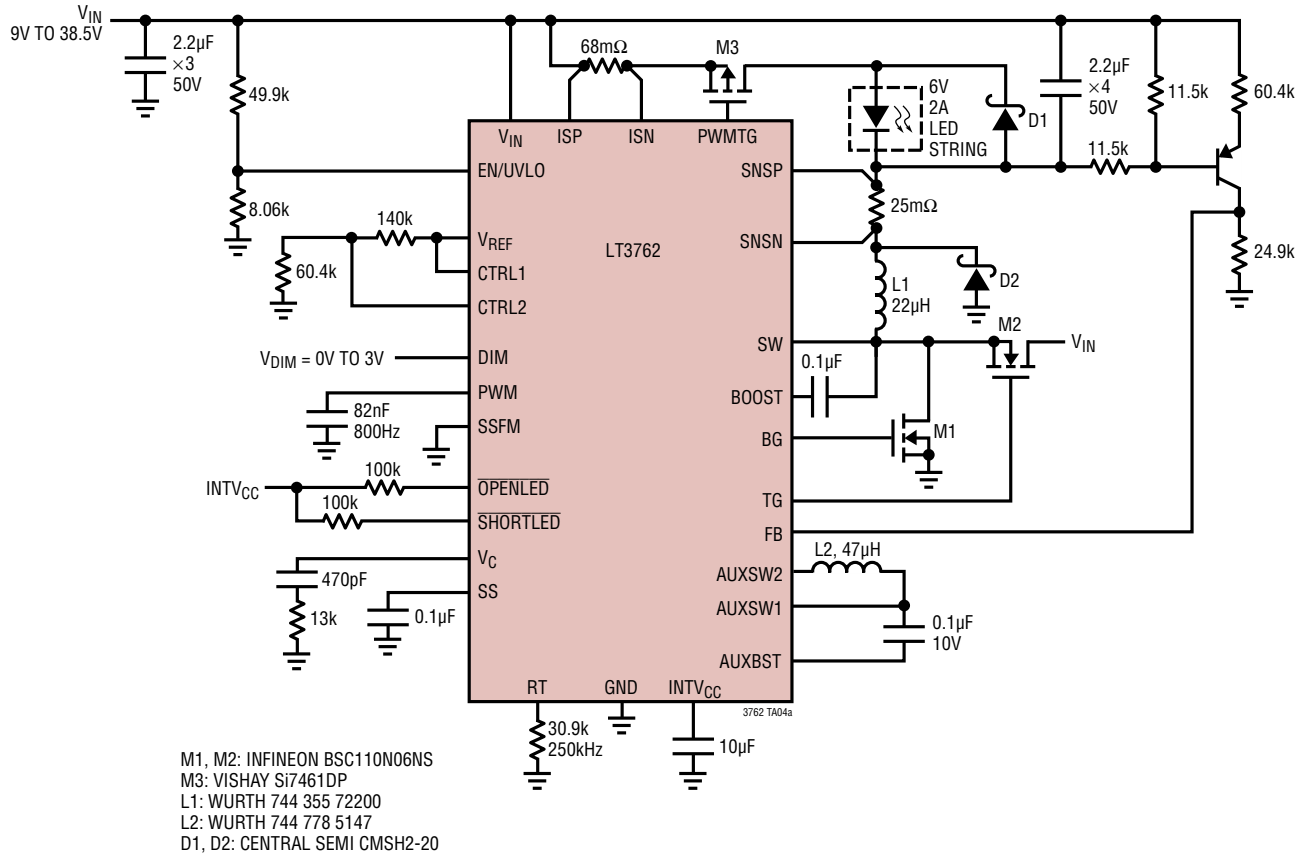 VIN
9V TO 38.5V
2.2µF
×3
50V
49.9k
8.06k
68mΩ
M3
6V
2A
LED
STRING
D1
2.2µF
×4
50V
11.5k
60.4k
11.5k
VIN
ISP
ISN
PWMTG
EN/UVLO
SNSP
25mΩ
SNSN
140k
60.4k
VREF
CTRL1
CTRL2
LT3762
L1
22µH
D2
24.9k
M2
VIN
SW
0.1µF
BOOST
BG
M1
TG
FB
VDIM = 0V TO 3V
DIM
PWM
82nF
800Hz
SSFM
INTVCC
100k
OPENLED
100k
SHORTLED
VC
470pF
13k
SS
0.1µF
L2, 47µH
AUXSW2
AUXSW1
0.1µF
10V
AUXBST
RT
GND
INTVCC
3762 TA04a
30.9k
250kHz
10µF
M1, M2: INFINEON BSC110N06NS
M3: VISHAY Si7461DP
L1: WURTH 744 355 72200
L2: WURTH 744 778 5147
D1, D2: CENTRAL SEMI CMSH2-20